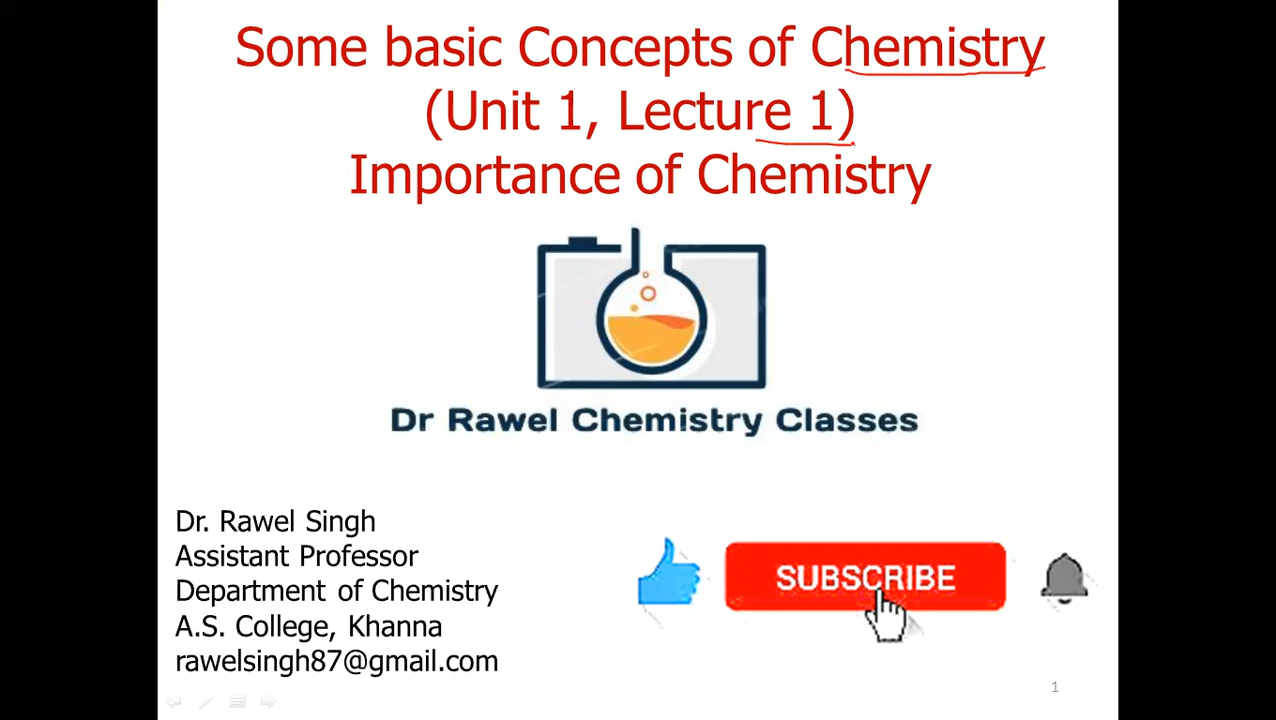 Some basic Concepts of Chemistry
(Unit 1, Lecture 1)
Importance of Chemistry
Dr Rawel Chemistry Classes
Dr. Rawel Singh
Assistant Professor
Department of Chemistry
A.S. College, Khanna
rawelsingh87@gmail.com
SUBSCRIBE
1